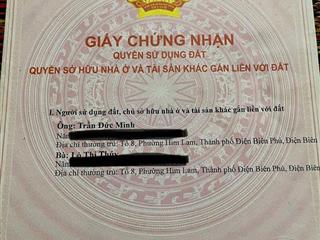 GIẤY CHỨNG NHẬN
QUYỀN SỬ DỤNG ĐẤT
QUYỀN SỞ HỮU NHÀ Ở VÀ TÀI SẢN KHÁC GẮN LIỀN VỚI ĐẤT
I. Người sử dụng đất, chủ sở hữu nhà ở và tài sản khác gắn liền với đất
Ông: Trần Đức Minh
Năm
Địa chỉ thường trú: Tổ 8, Phường Him Lam, Thành phố Điện Biên Phủ, Điện Biên
Bà: Lò Thị Thủy
Năm
Địa chỉ thường trú: Tổ 8, Phường Him Lam, Thành phố Điện Biên Phủ, Điện Biên